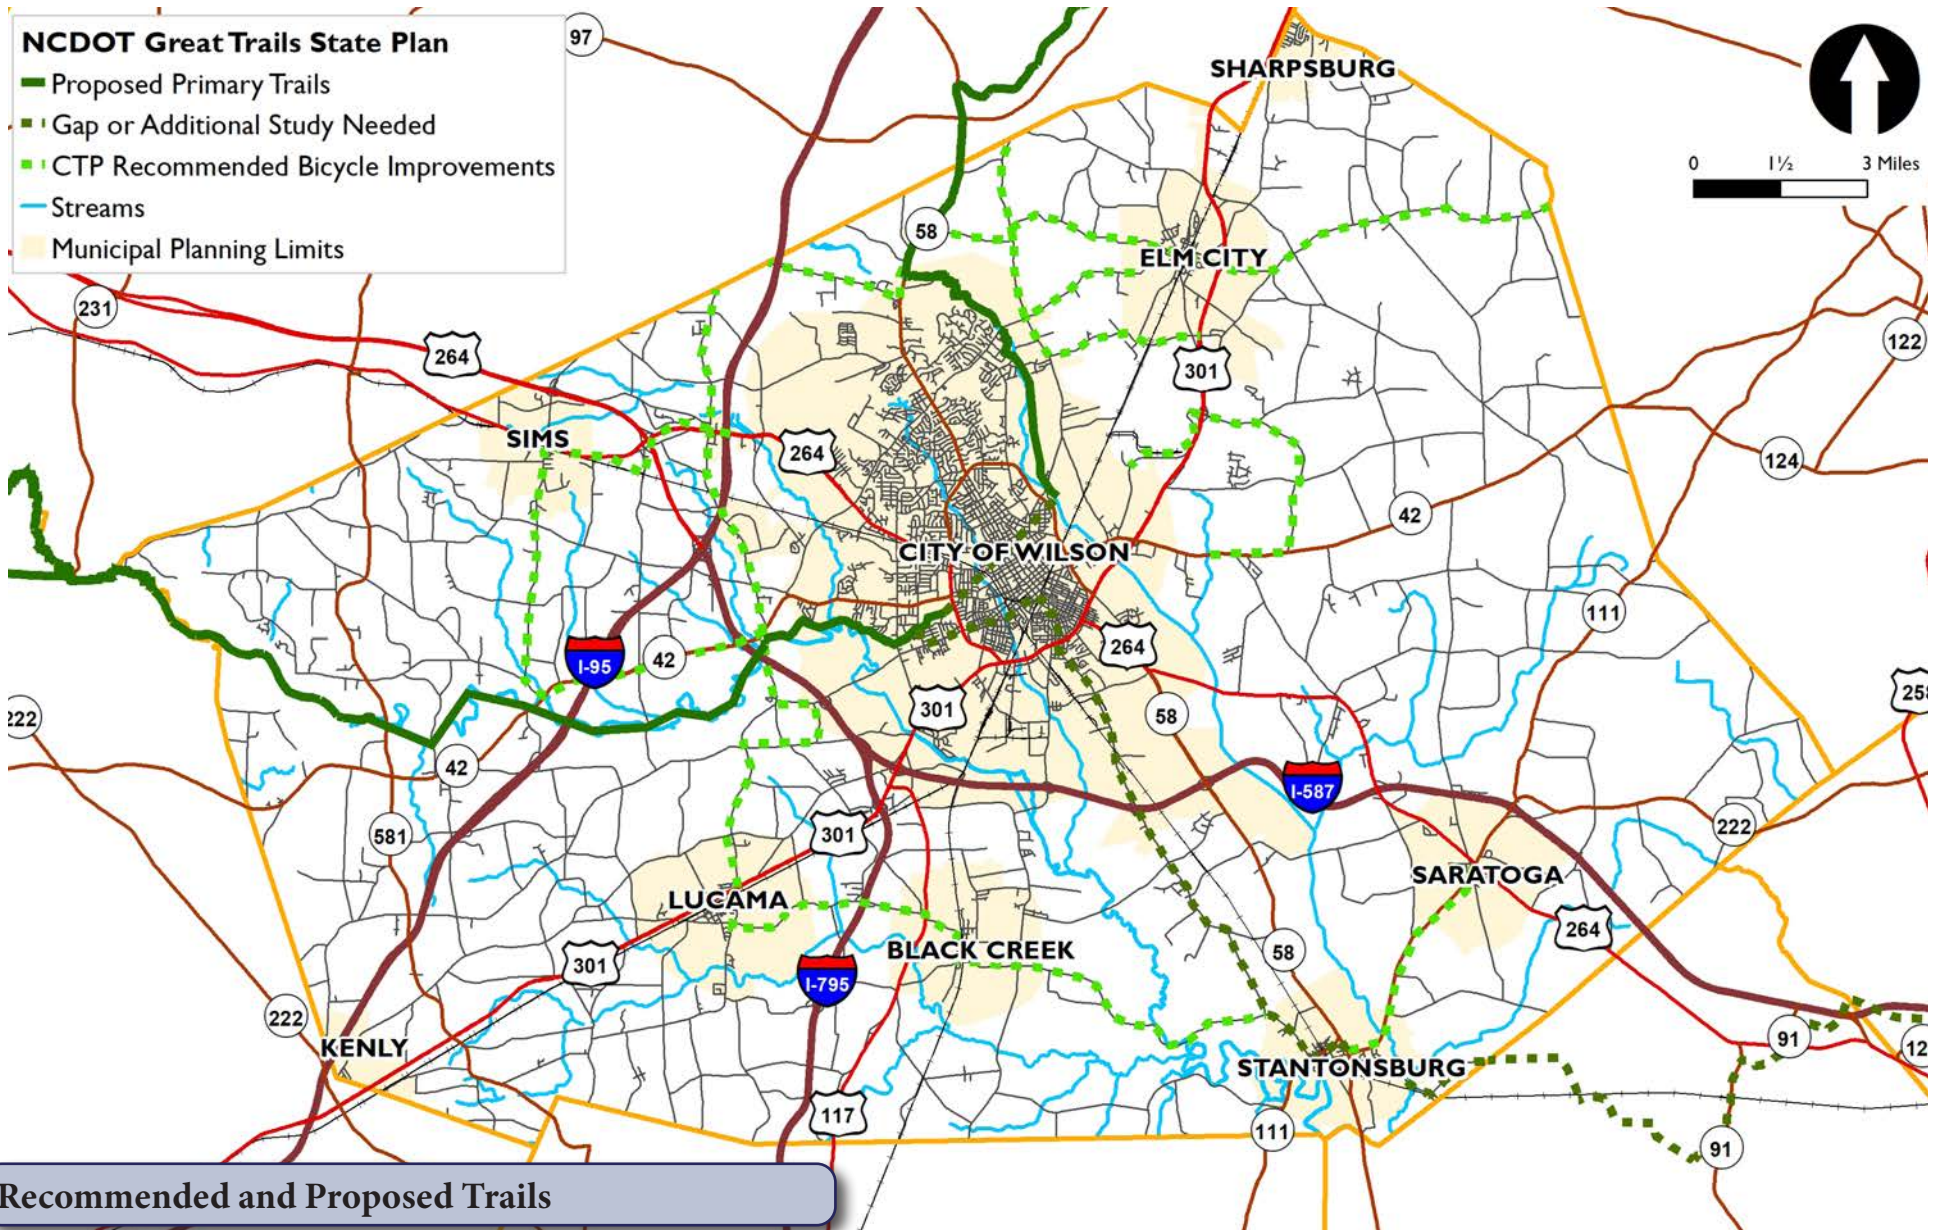 NCDOT Great Trails State Plan
Proposed Primary Trails
Gap or Additional Study Needed
CTP Recommended Bicycle Improvements
Streams
Municipal Planning Limits
97
SHARPSBURG
0 1½ 3 Miles
58
ELM CITY
231
264
122
301
SIMS
264
124
42
CITY OF WILSON
111
I-95
42
264
222
301
58
258
42
I-587
581
301
222
LUCAMA
SARATOGA
264
301
BLACK CREEK
58
I-795
222
KENLY
91
12
STANTONSBURG
117
111
91
Recommended and Proposed Trails